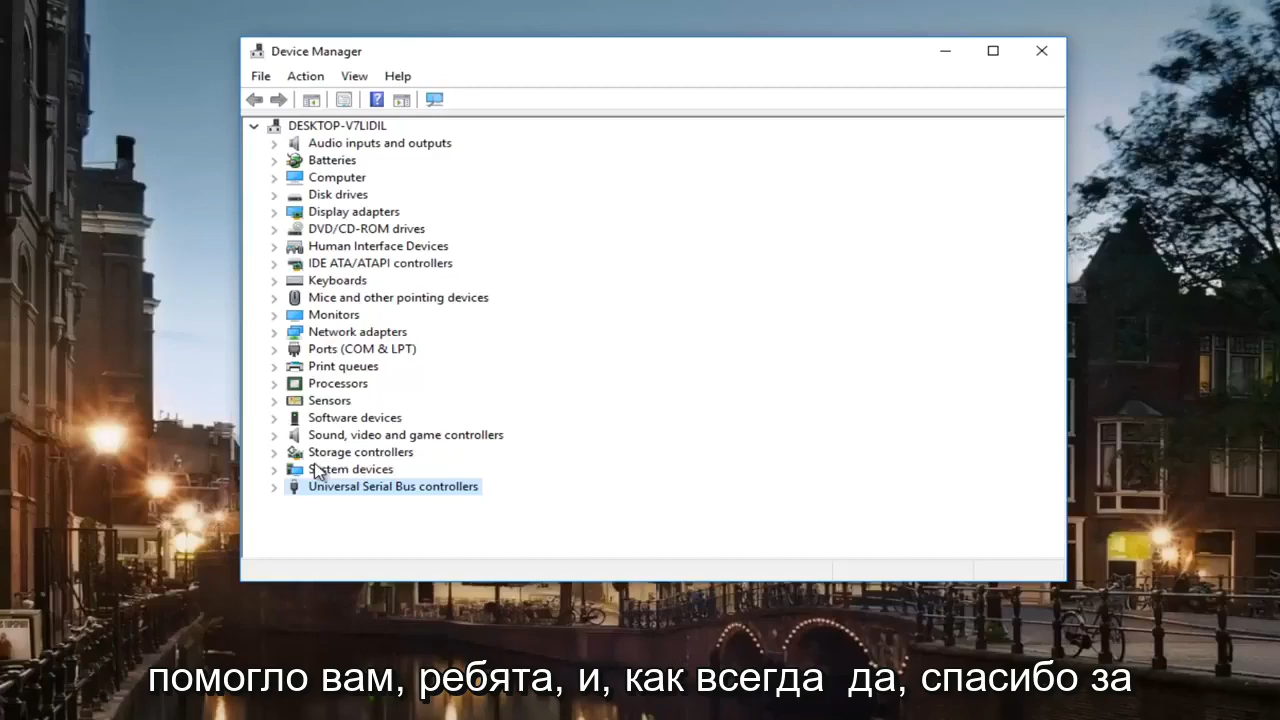 Device Manager
File Action View Help
DESKTOP-V7LIDIL
Audio inputs and outputs
Batteries
Computer
Disk drives
Display adapters
DVD/CD-ROM drives
Human Interface Devices
IDE ATA/ATAPI controllers
Keyboards
Mice and other pointing devices
Monitors
Network adapters
Ports (COM & LPT)
Print queues
Processors
Sensors
Software devices
Sound, video and game controllers
Storage controllers
System devices
Universal Serial Bus controllers
помогло вам, ребята, и, как всегда да, спасибо за